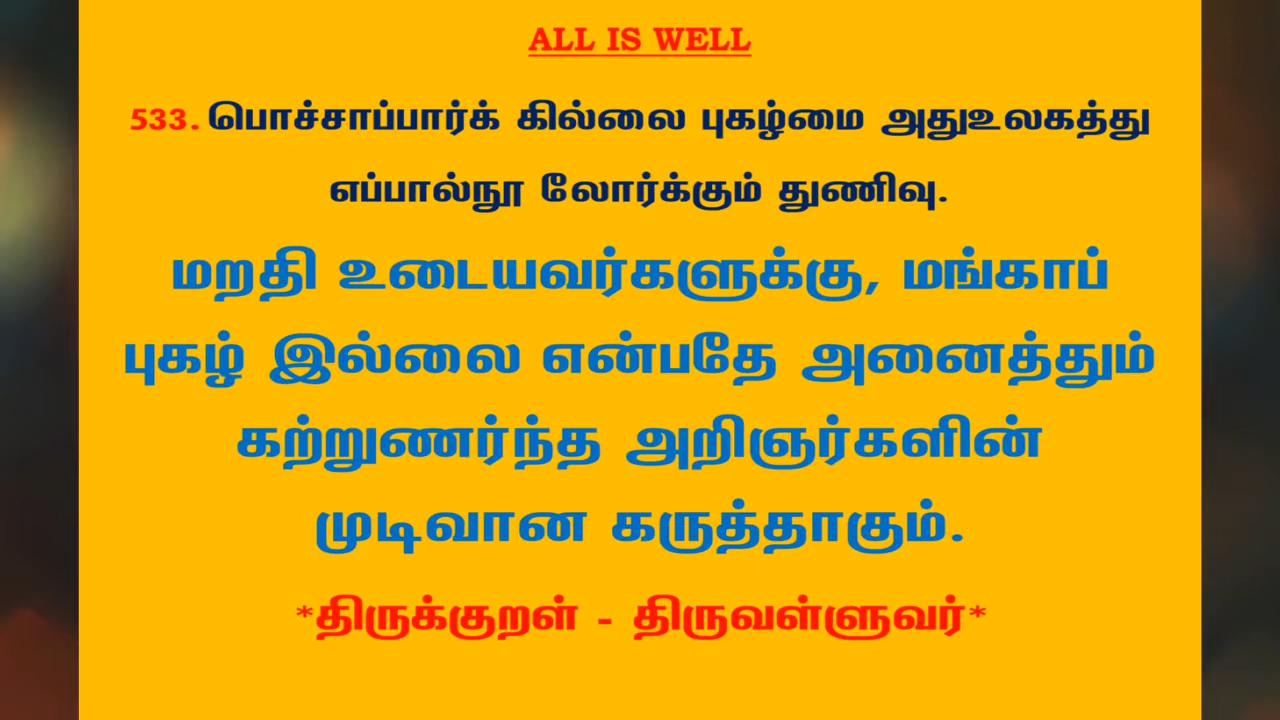 ALL IS WELL
533. பொச்சாப்பார்க் கில்லை புகழ்மை அதுஉலகத்து
எப்பால்நூ லோர்க்கும் துணிவு.
மறதி உடையவர்களுக்கு, மங்காப்
புகழ் இல்லை என்பதே அனைத்தும்
கற்றுணர்ந்த அறிஞர்களின்
முடிவான கருத்தாகும்.
*திருக்குறள் - திருவள்ளுவர்*